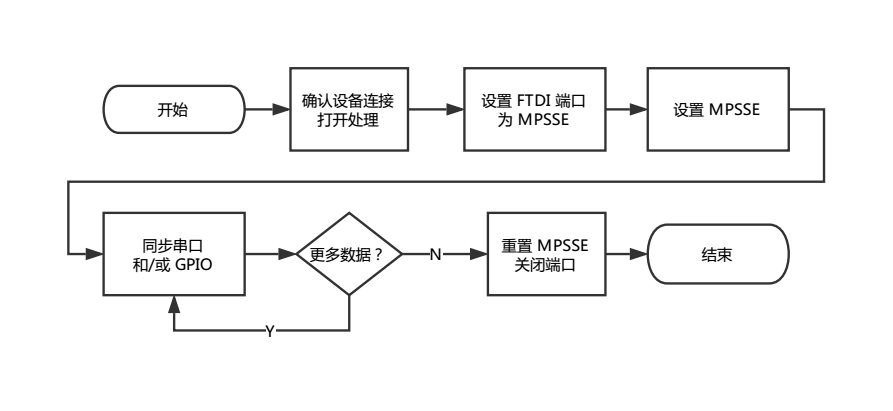 开始
确认设备连接
打开处理
设置 FTDI 端口
为 MPSSE
设置 MPSSE
同步串口
和/或 GPIO
更多数据？
N
重置 MPSSE
关闭端口
结束
Y